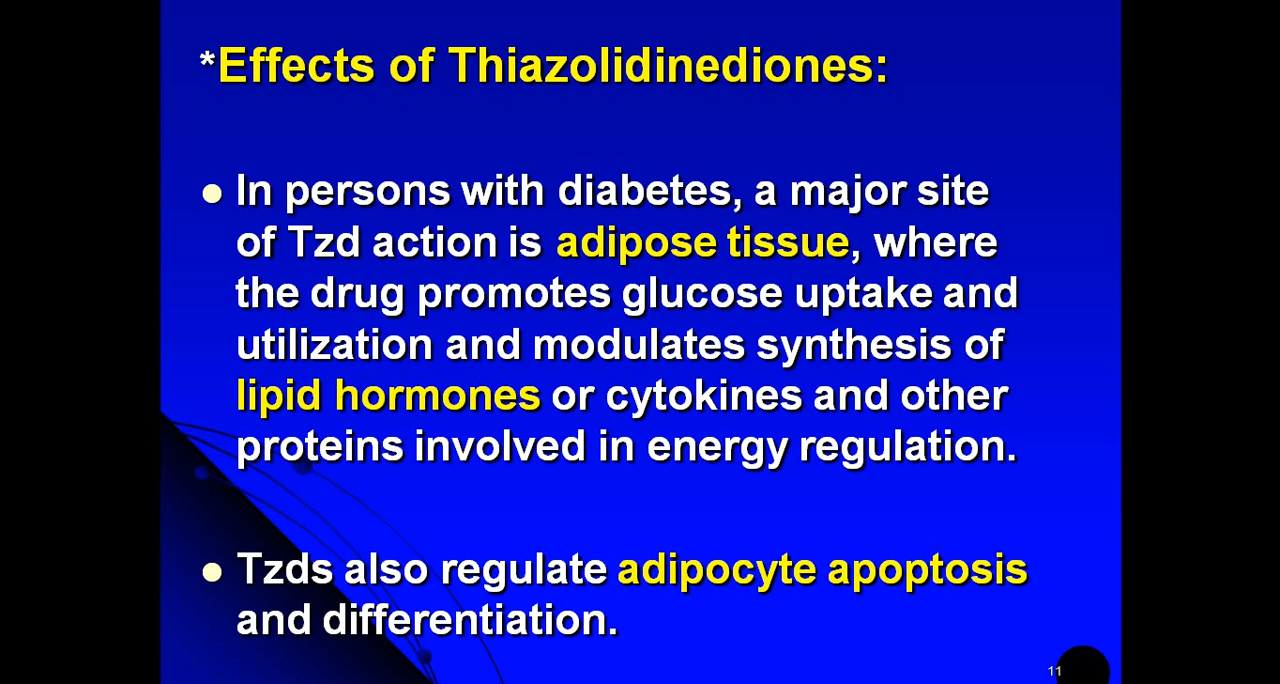 *Effects of Thiazolidinediones:
● In persons with diabetes, a major site
of Tzd action is adipose tissue, where
the drug promotes glucose uptake and
utilization and modulates synthesis of
lipid hormones or cytokines and other
proteins involved in energy regulation.
● Tzds also regulate adipocyte apoptosis
and differentiation.
11